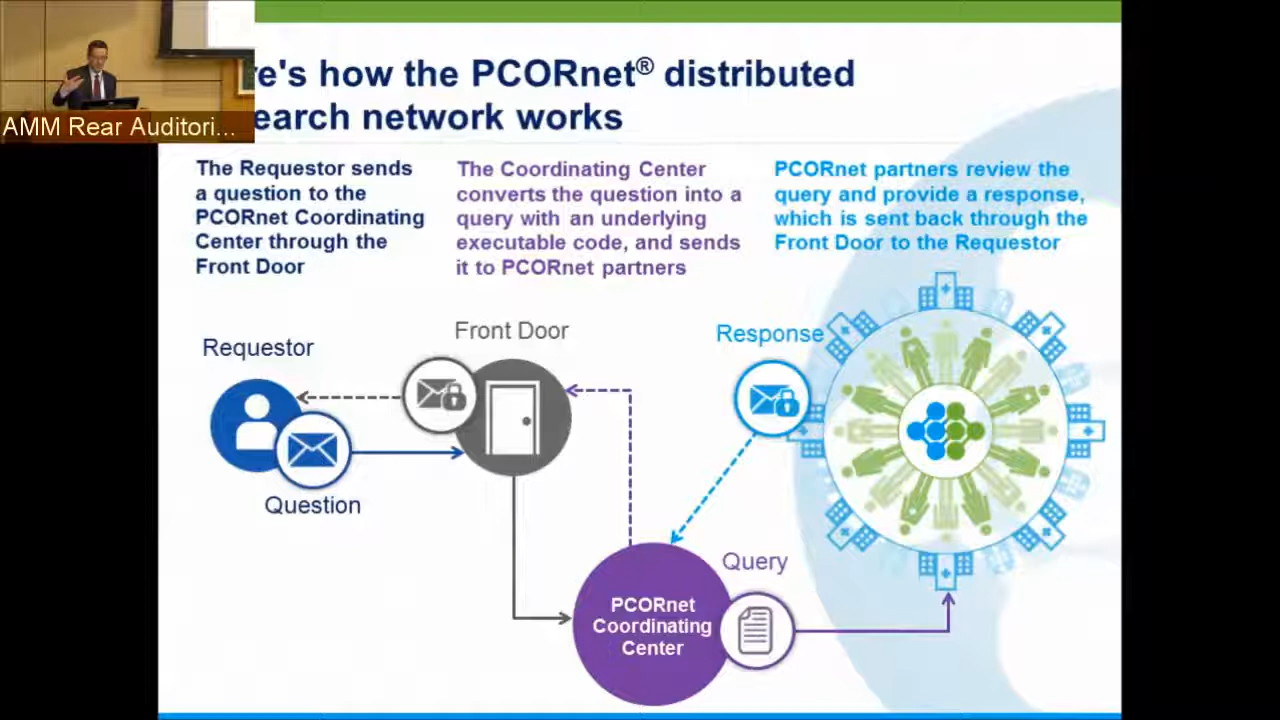 re's how the PCORnet® distributed
earch network works
AMM Rear Auditori...
The Requestor sends
a question to the
PCORnet Coordinating
Center through the
Front Door
The Coordinating Center
converts the question into a
query with an underlying
executable code, and sends
it to PCORnet partners
PCORnet partners review the
query and provide a response,
which is sent back through the
Front Door to the Requestor
Requestor
Front Door
Response
Question
Query
PCORnet
Coordinating
Center